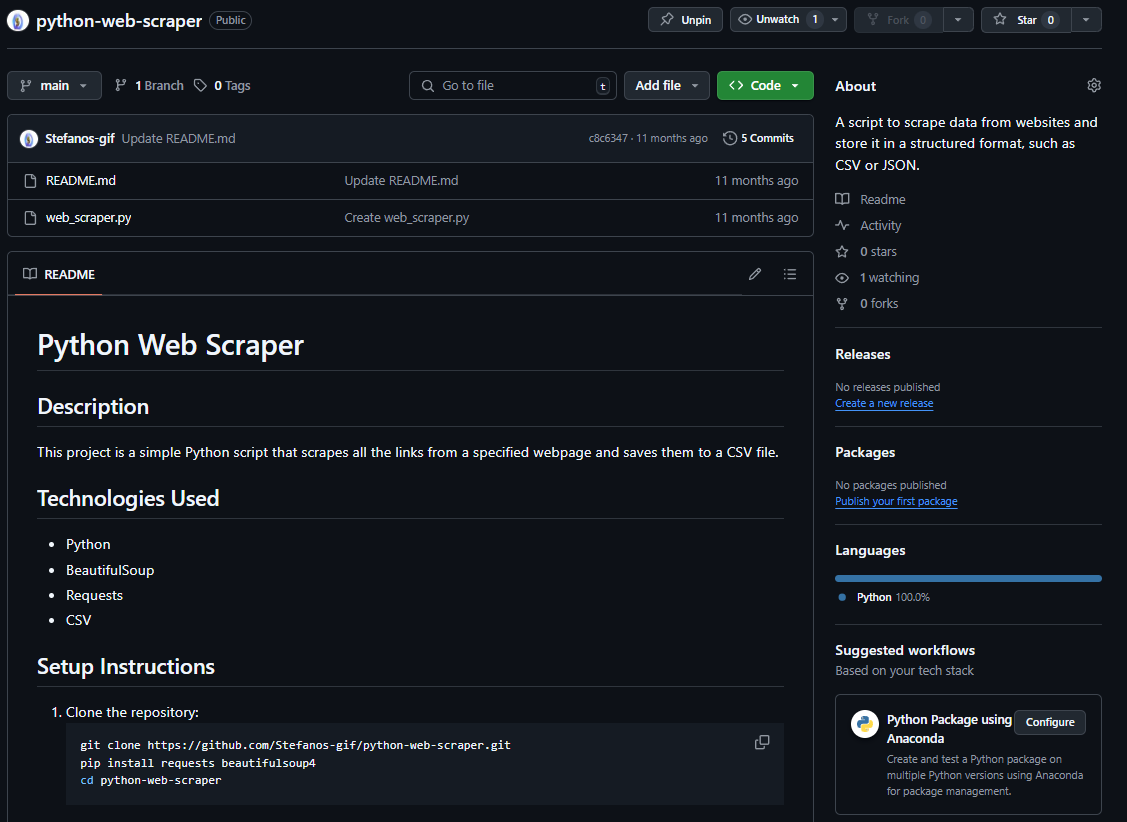 python-web-scraper Public
Unpin Unwatch 1 Fork 0 Star 0
main 1 Branch 0 Tags Go to file t Add file Code
Stefanos-gif Update README.md c8c6347 · 11 months ago 5 Commits
README.md Update README.md 11 months ago
web_scraper.py Create web_scraper.py 11 months ago
README
Python Web Scraper
Description
This project is a simple Python script that scrapes all the links from a specified webpage and saves them to a CSV file.
Technologies Used
• Python
• BeautifulSoup
• Requests
• CSV
Setup Instructions
1. Clone the repository:
git clone https://github.com/Stefanos-gif/python-web-scraper.git
pip install requests beautifulsoup4
cd python-web-scraper
About
A script to scrape data from websites and
store it in a structured format, such as
CSV or JSON.
Readme
Activity
0 stars
1 watching
0 forks
Releases
No releases published
Create a new release
Packages
No packages published
Publish your first package
Languages
Python 100.0%
Suggested workflows
Based on your tech stack
Python Package using Configure
Anaconda
Create and test a Python package on
multiple Python versions using Anaconda
for package management.